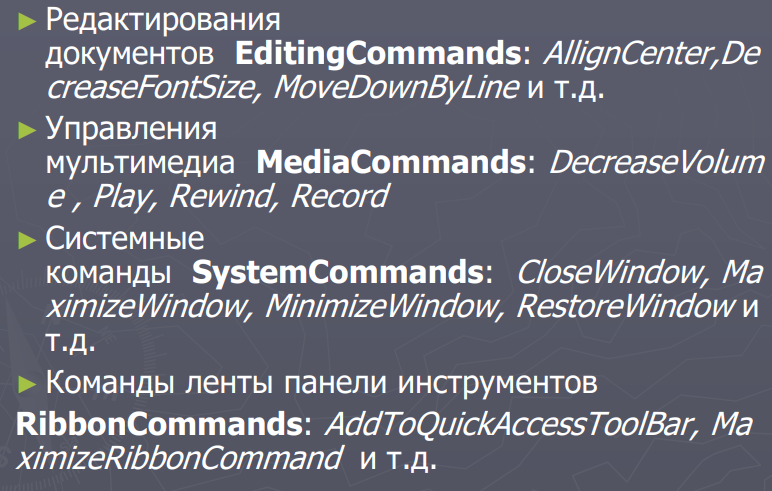 ► Редактирования
документов EditingCommands: AllignCenter,De
creaseFontSize, MoveDownByLine и т.д.
► Управления
мультимедиа MediaCommands: DecreaseVolum
e , Play, Rewind, Record
► Системные
команды SystemCommands: CloseWindow, Ma
ximizeWindow, MinimizeWindow, RestoreWindow и
т.д.
► Команды ленты панели инструментов
RibbonCommands: AddToQuickAccessToolBar, Ma
ximizeRibbonCommand и т.д.